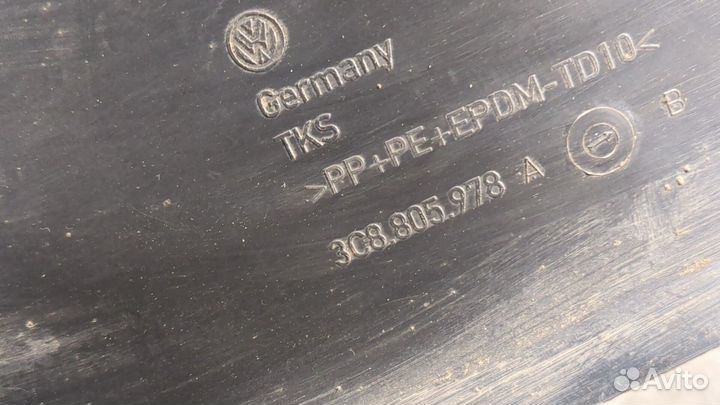 Germany
TKS
>PP+PE+EPDM-TD10<
3C8.805.978 A
B
Avito